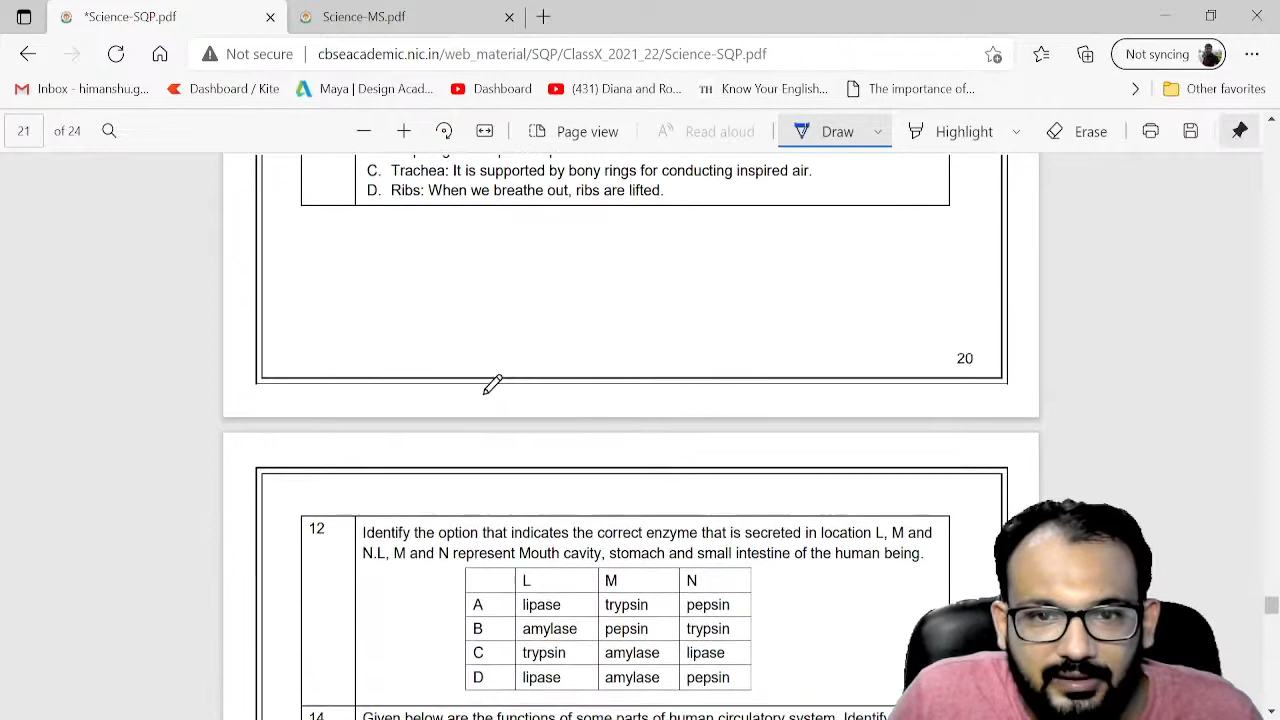 *Science-SQP.pdf
Science-MS.pdf
Not secure
cbseacademic.nic.in/web_material/SQP/ClassX_2021_22/Science-SQP.pdf
Not syncing
Inbox - himanshu.g...
Dashboard / Kite
Maya | Design Acad...
Dashboard
(431) Diana and Ro...
TH Know Your English...
The importance of...
Other favorites
21 of 24
Page view
Read aloud
Draw
Highlight
Erase
C. Trachea: It is supported by bony rings for conducting inspired air.
D. Ribs: When we breathe out, ribs are lifted.
20
12 Identify the option that indicates the correct enzyme that is secreted in location L, M and
N.L, M and N represent Mouth cavity, stomach and small intestine of the human being.
L M N
A lipase trypsin pepsin
B amylase pepsin trypsin
C trypsin amylase lipase
D lipase amylase pepsin
14 Given below are the functions of some parts of human circulatory system. Identify